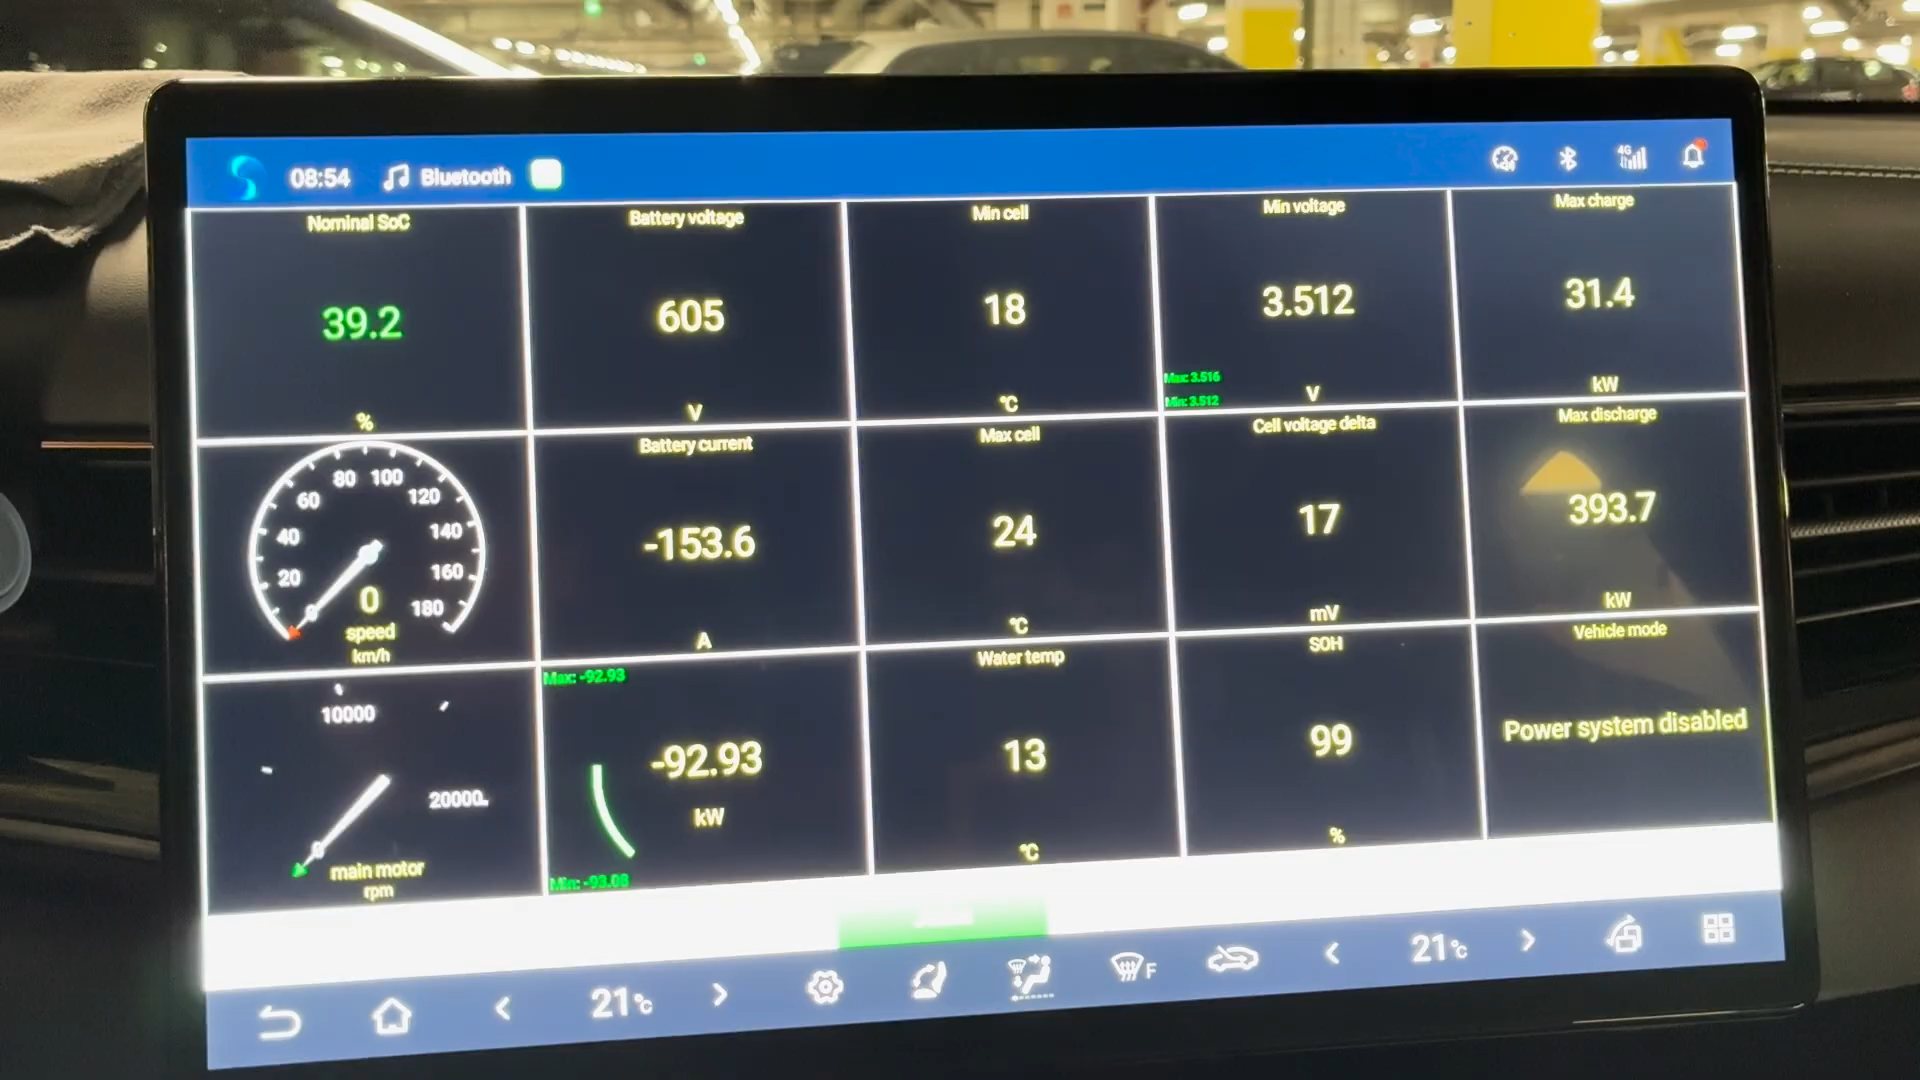 08:54 Bluetooth 4G
Nominal SoC
39.2
%
Battery voltage
605
V
Min cell
18
°C
Min voltage
3.512
Max: 3.516
Min: 3.512
V
Max charge
31.4
kW
20 40 60 80 100 120 140 160 180
0
0
speed
km/h
Battery current
-153.6
A
Max cell
24
°C
Cell voltage delta
17
mV
Max discharge
393.7
kW
10000
20000
0
main motor
rpm
Max: -92.93
-92.93
kW
Min: -93.08
Water temp
13
°C
SOH
99
%
Vehicle mode
Power system disabled
21°C F 21°C